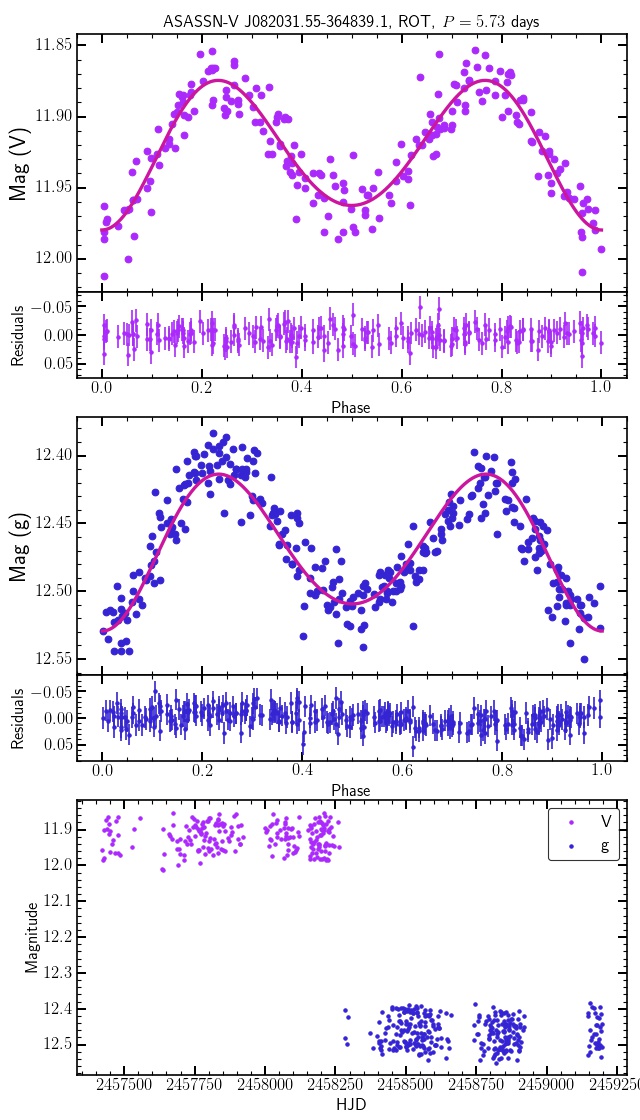 ASASSN-V J082031.55-364839.1, ROT, P = 5.73 days
11.85
11.90
11.95
12.00
Mag (V)
−0.05
0.00
0.05
Residuals
0.0 0.2 0.4 0.6 0.8 1.0
Phase
12.40
12.45
12.50
12.55
Mag (g)
−0.05
0.00
0.05
Residuals
0.0 0.2 0.4 0.6 0.8 1.0
Phase
V
g
11.9
12.0
12.1
12.2
12.3
12.4
12.5
Magnitude
2457500 2457750 2458000 2458250 2458500 2458750 2459000 245925
HJD